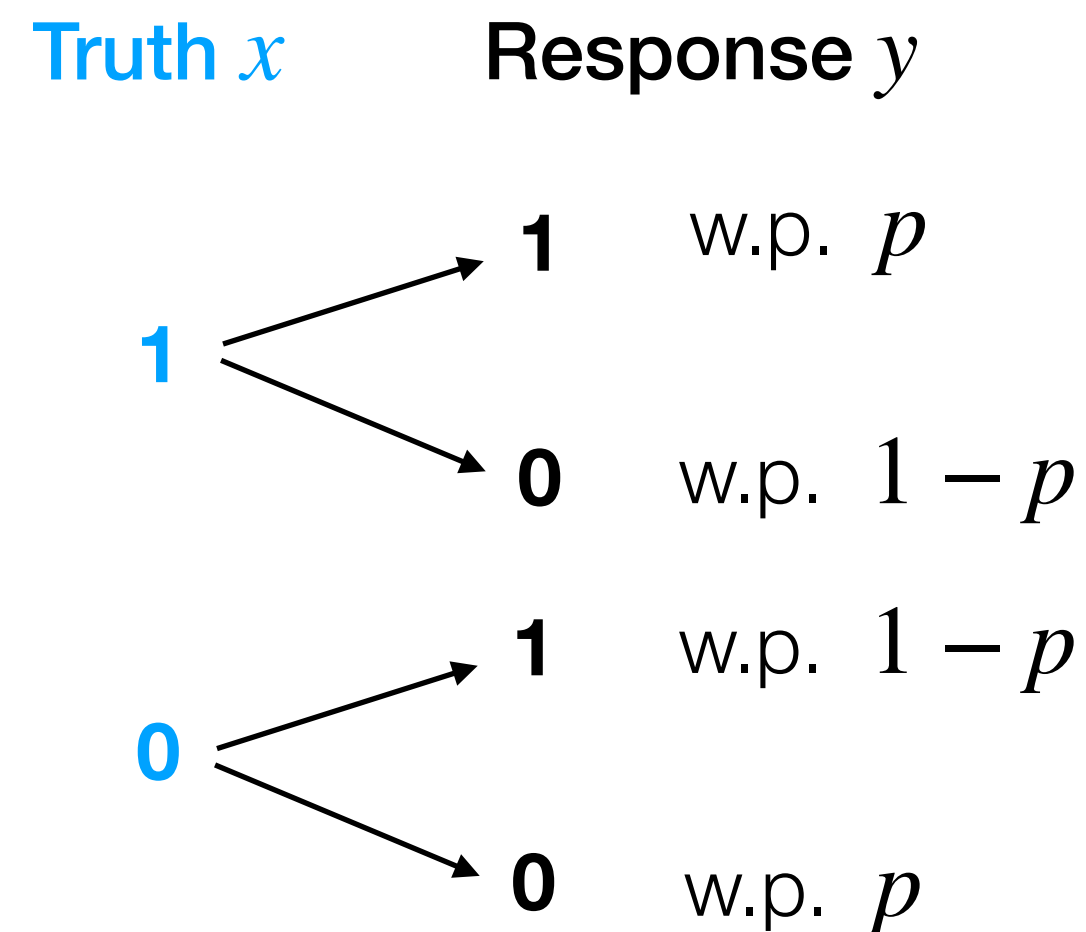 Truth x Response y
1 w.p. p
1
0 w.p. 1 − p
1 w.p. 1 − p
0
0 w.p. p